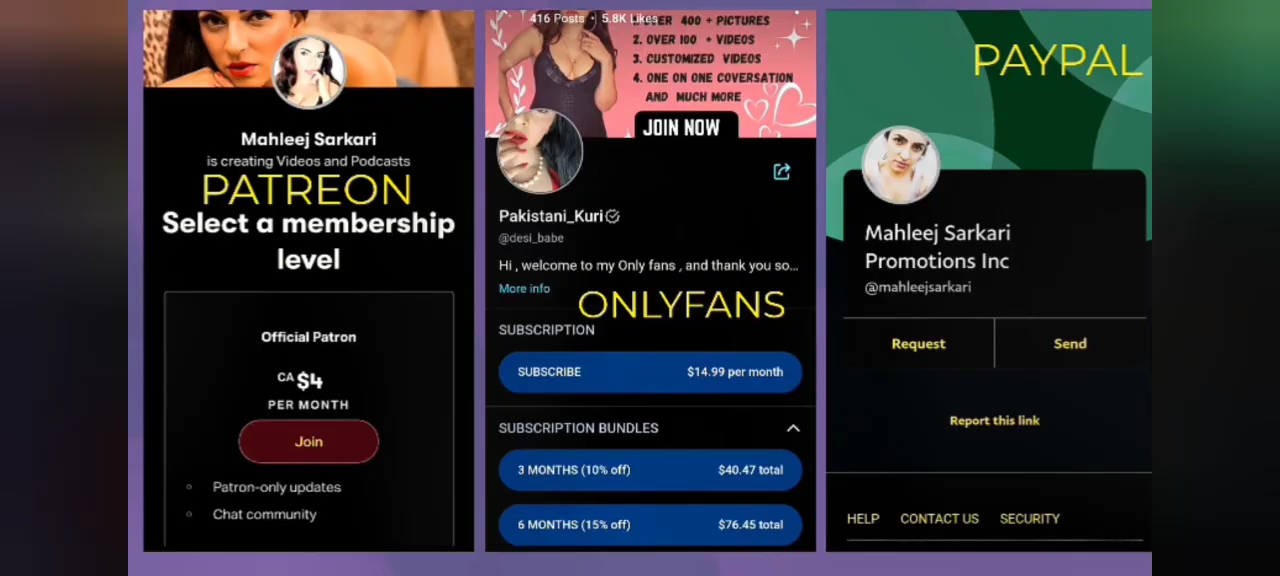 Mahleej Sarkari
is creating Videos and Podcasts
PATREON
Select a membership
level
Official Patron
CA $4
PER MONTH
Join
Patron-only updates
Chat community
416 Posts • 5.8K Likes
1. OVER 400 + PICTURES
2. OVER 100 + VIDEOS
3. CUSTOMIZED VIDEOS
4. ONE ON ONE COVERSATION
AND MUCH MORE
JOIN NOW
Pakistani_Kuri
@desi_babe
Hi , welcome to my Only fans , and thank you so...
More info
ONLYFANS
SUBSCRIPTION
SUBSCRIBE $14.99 per month
SUBSCRIPTION BUNDLES
3 MONTHS (10% off) $40.47 total
6 MONTHS (15% off) $76.45 total
PAYPAL
Mahleej Sarkari
Promotions Inc
@mahleejsarkari
Request Send
Report this link
HELP CONTACT US SECURITY